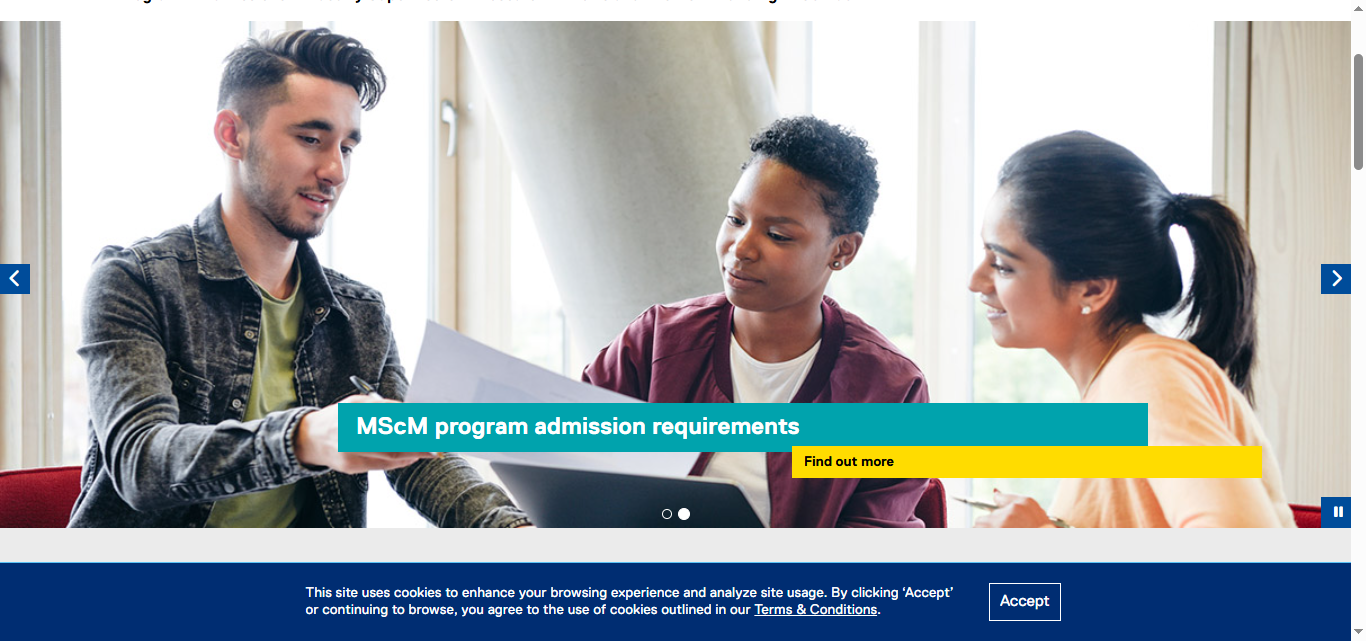 MScM program admission requirements
Find out more
This site uses cookies to enhance your browsing experience and analyze site usage. By clicking ‘Accept’
or continuing to browse, you agree to the use of cookies outlined in our Terms & Conditions.
Accept